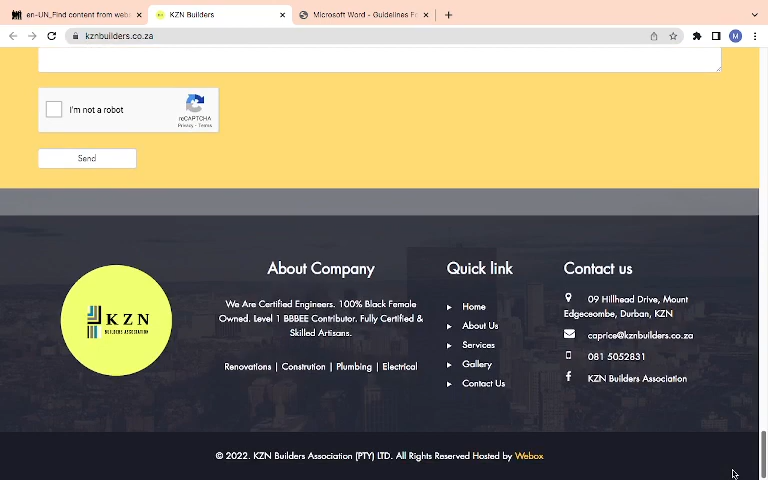 en-UN_Find content from webs
KZN Builders
Microsoft Word - Guidelines Fo
kznbuilders.co.za
M
I'm not a robot
reCAPTCHA
Privacy - Terms
Send
KZN
BUILDERS ASSOCIATION
About Company
We Are Certified Engineers. 100% Black Female
Owned. Level 1 BBBEE Contributor. Fully Certified &
Skilled Artisans.
Renovations | Constrution | Plumbing | Electrical
Quick link
Home
About Us
Services
Gallery
Contact Us
Contact us
09 Hillhead Drive, Mount
Edgeceombe, Durban, KZN
caprice@kznbuilders.co.za
081 5052831
KZN Builders Association
© 2022. KZN Builders Association (PTY) LTD. All Rights Reserved Hosted by Webox